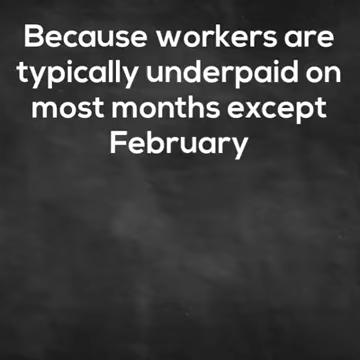 Because workers are
typically underpaid on
most months except
February